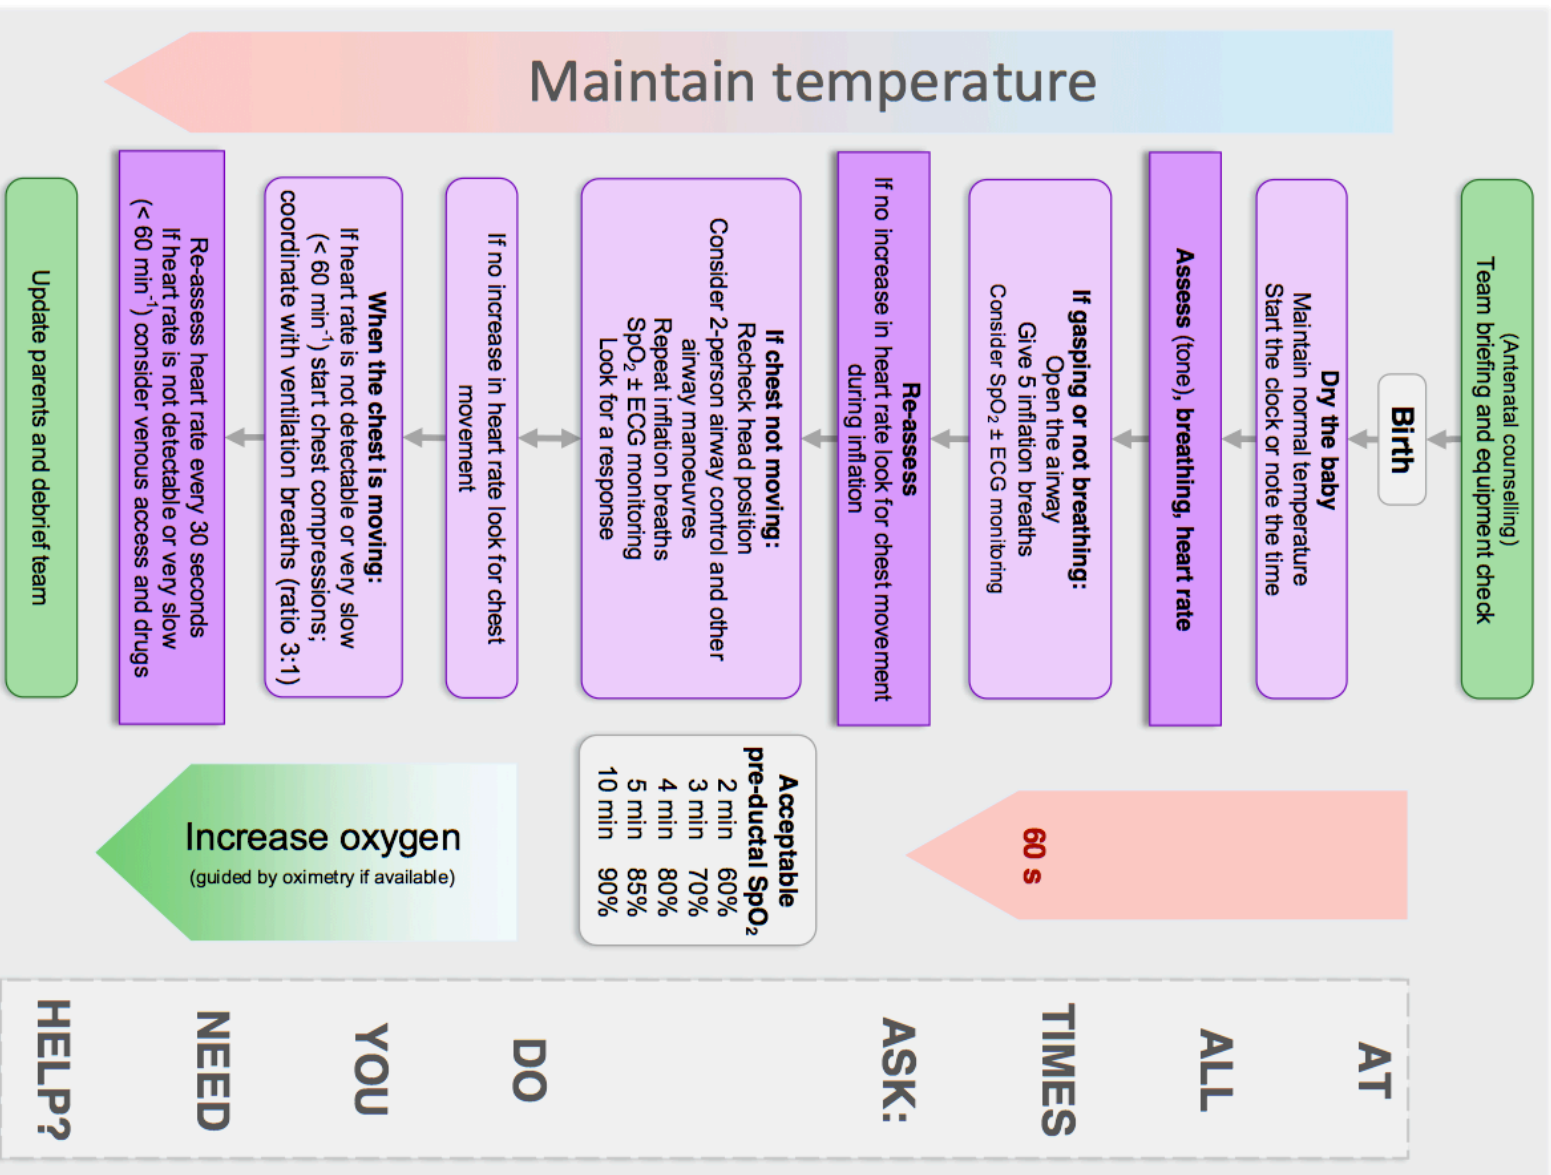 (Antenatal counselling)
Team briefing and equipment check
Birth
Dry the baby
Maintain normal temperature
Start the clock or note the time
Assess (tone), breathing, heart rate
If gasping or not breathing:
Open the airway
Give 5 inflation breaths
Consider SpO₂ ± ECG monitoring
Re-assess
If no increase in heart rate look for chest movement
during inflation
If chest not moving:
Recheck head position
Consider 2-person airway control and other
airway manoeuvres
Repeat inflation breaths
SpO₂ ± ECG monitoring
Look for a response
If no increase in heart rate look for chest
movement
When the chest is moving:
If heart rate is not detectable or very slow
(< 60 min⁻¹) start chest compressions;
coordinate with ventilation breaths (ratio 3:1)
Re-assess heart rate every 30 seconds
If heart rate is not detectable or very slow
(< 60 min⁻¹) consider venous access and drugs
Update parents and debrief team
Maintain temperature
60 s
Acceptable
pre-ductal SpO₂
2 min 60%
3 min 70%
4 min 80%
5 min 85%
10 min 90%
Increase oxygen
(guided by oximetry if available)
AT
ALL
TIMES
ASK:
DO
YOU
NEED
HELP?